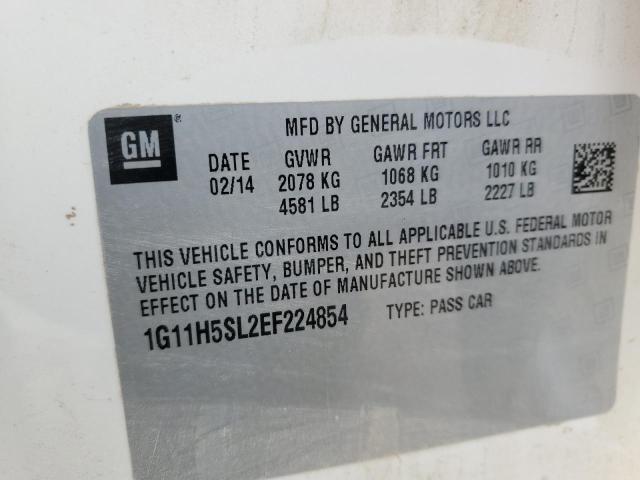 GM
®
MFD BY GENERAL MOTORS LLC
DATE GVWR GAWR FRT GAWR RR
02/14 2078 KG 1068 KG 1010 KG
4581 LB 2354 LB 2227 LB
THIS VEHICLE CONFORMS TO ALL APPLICABLE U.S. FEDERAL MOTOR
VEHICLE SAFETY, BUMPER, AND THEFT PREVENTION STANDARDS IN
EFFECT ON THE DATE OF MANUFACTURE SHOWN ABOVE.
1G11H5SL2EF224854 TYPE: PASS CAR